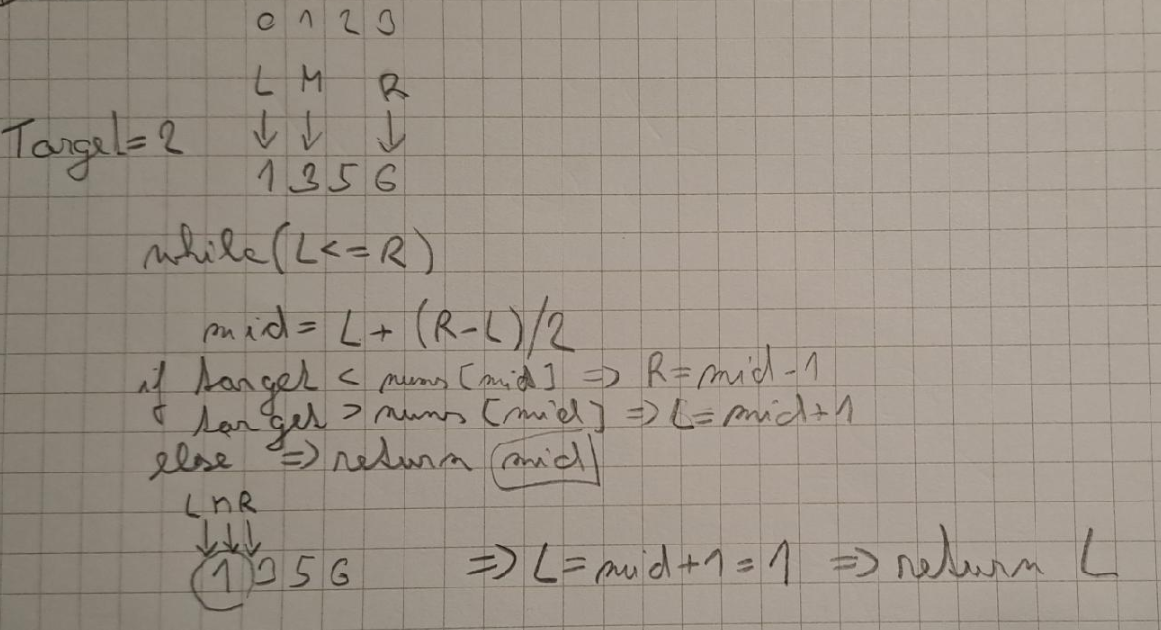 0 1 2 3
L M R
Target=2 ↓ ↓ ↓
1 3 5 6
while(L<=R)
mid= L+ (R-L)/2
if target < nums[mid] => R=mid-1
if target > nums[mid] => L=mid+1
else => return mid
L M R
↓↓↓
1 3 5 6 => L=mid+1=1 => return L